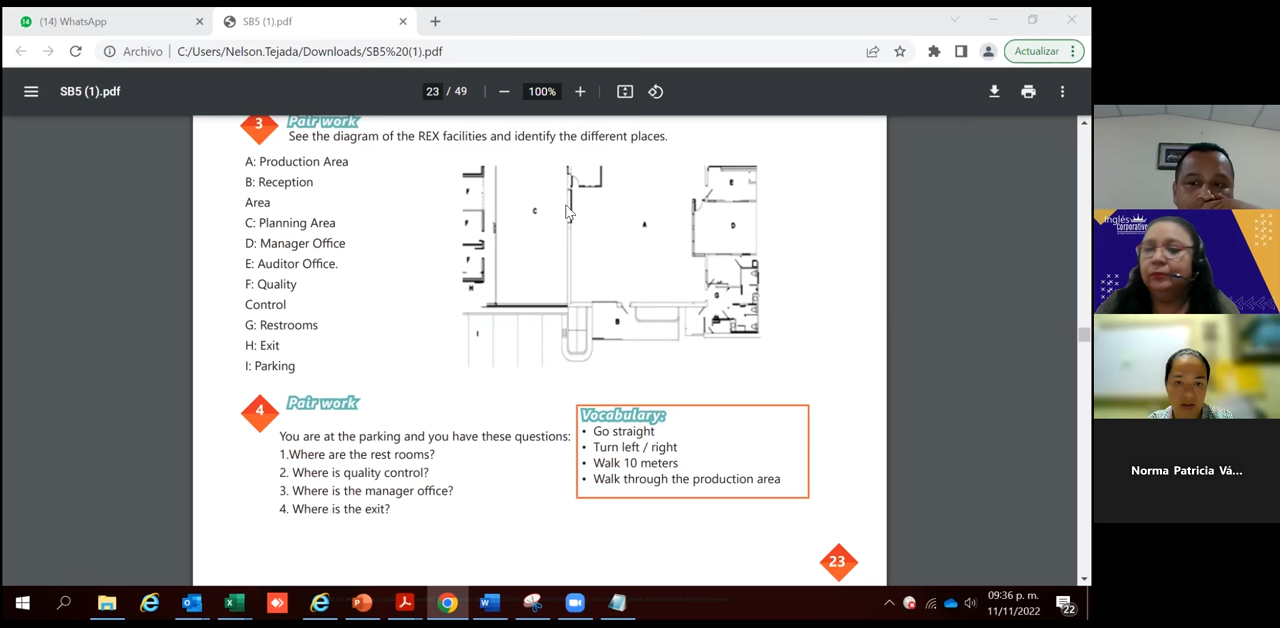 (14) WhatsApp
SB5 (1).pdf
Archivo
C:/Users/Nelson.Tejada/Downloads/SB5%20(1).pdf
Actualizar
SB5 (1).pdf
23 / 49
100%
3
Pair work
See the diagram of the REX facilities and identify the different places.
A: Production Area
B: Reception
Area
C: Planning Area
D: Manager Office
E: Auditor Office.
F: Quality
Control
G: Restrooms
H: Exit
I: Parking
F
F
F
H
I
C
A
B
E
D
G
4
Pair work
You are at the parking and you have these questions:
1.Where are the rest rooms?
2. Where is quality control?
3. Where is the manager office?
4. Where is the exit?
Vocabulary:
• Go straight
• Turn left / right
• Walk 10 meters
• Walk through the production area
23
Inglés
Corporativo
Norma Patricia Vá...
09:36 p. m.
11/11/2022
22